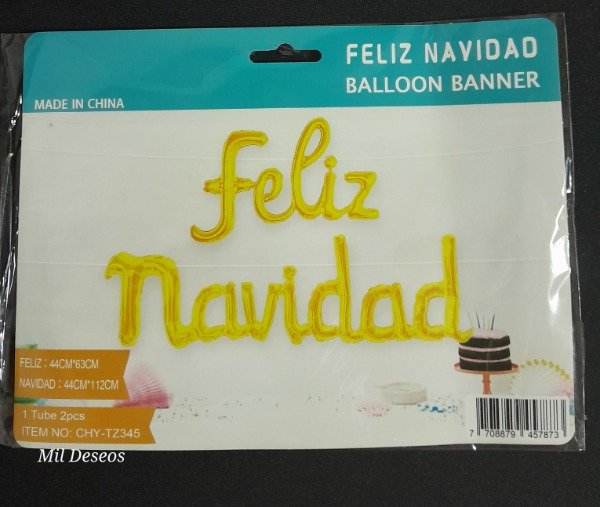 FELIZ NAVIDAD
BALLOON BANNER
MADE IN CHINA
feliz
navidad
FELIZ : 44CM*63CM
NAVIDAD : 44CM*112CM
1 Tube 2pcs
ITEM NO: CHY-TZ345
7 708879 457873
Mil Deseos